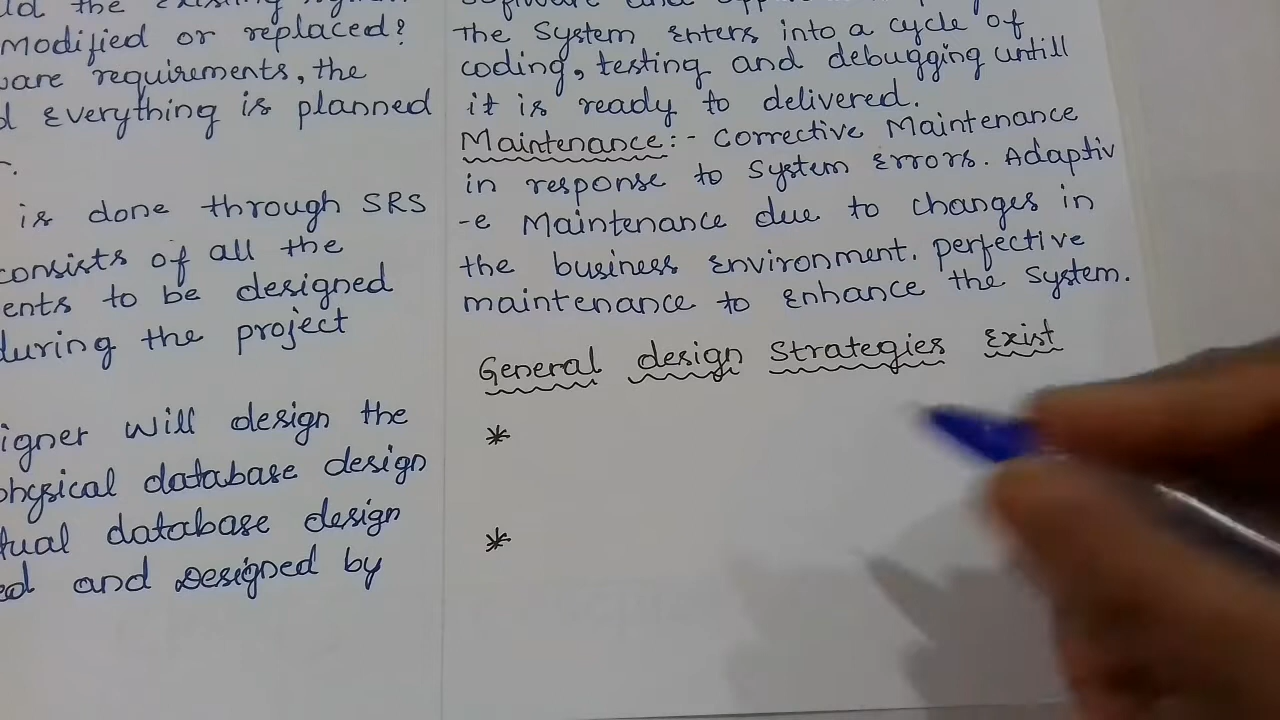 the
modified or replaced?
requirements, the
Everything is planned
is done through SRS
consists of all the
ents to be designed
during the project
igner will design the
physical database design
tual database design
ed and Designed by
the System Enters into a cycle of
coding, testing and debugging untill
it is ready to delivered.
Maintenance:- Corrective Maintenance
in response to System Errors. Adaptiv
-e Maintenance due to changes in
the business Environment. perfective
maintenance to Enhance the System.
General design Strategies Exist
*
*